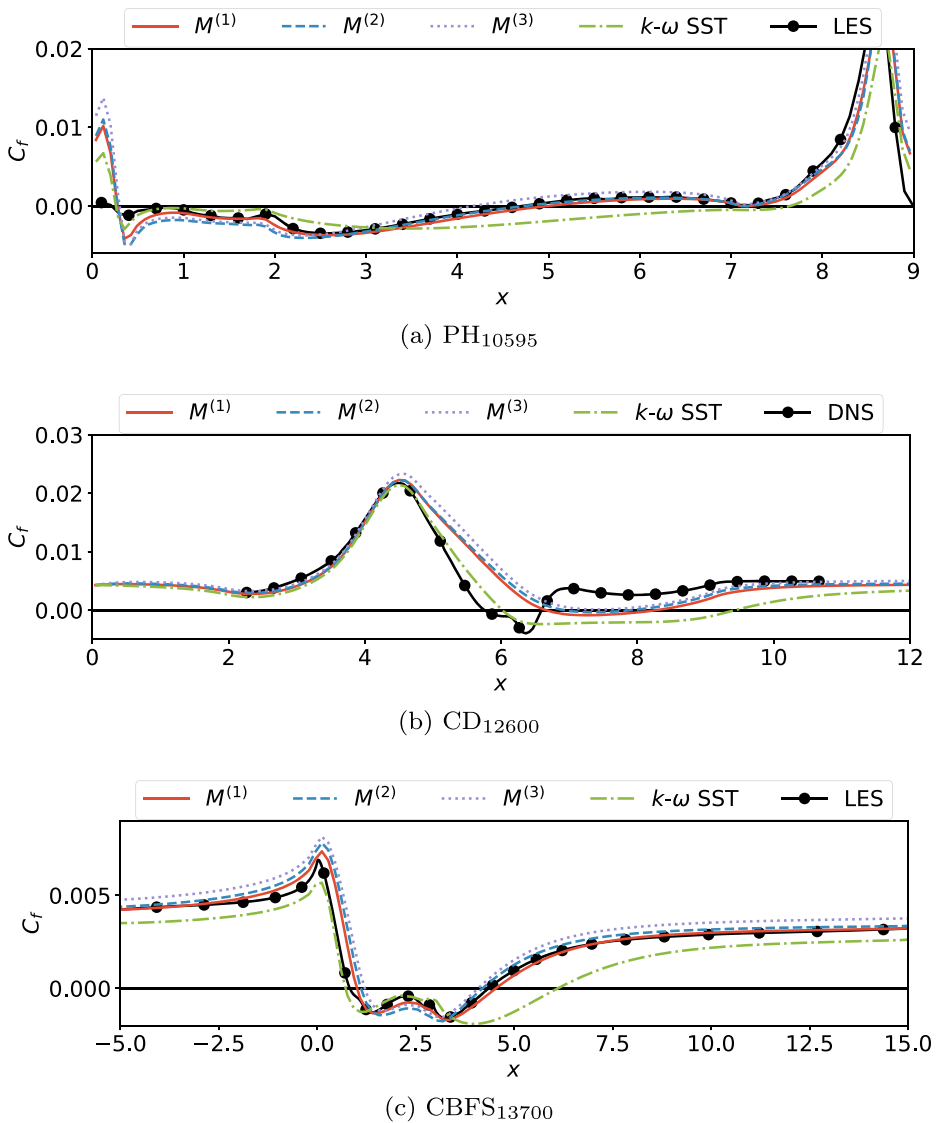 M^(1) M^(2) M^(3) k-ω SST LES
0.02
0.01
0.00
C_f
0 1 2 3 4 5 6 7 8 9
x
(a) PH_10595
M^(1) M^(2) M^(3) k-ω SST DNS
0.03
0.02
0.01
0.00
C_f
0 2 4 6 8 10 12
x
(b) CD_12600
M^(1) M^(2) M^(3) k-ω SST LES
0.005
0.000
C_f
−5.0 −2.5 0.0 2.5 5.0 7.5 10.0 12.5 15.0
x
(c) CBFS_13700